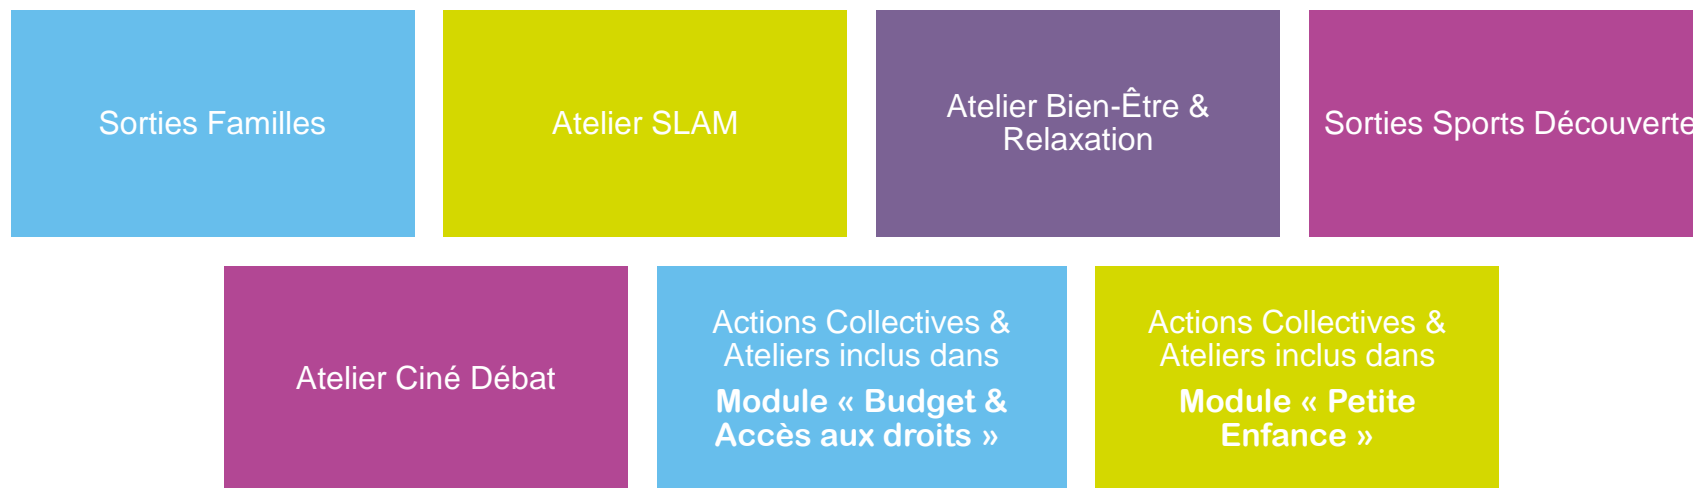 Sorties Familles
Atelier SLAM
Atelier Bien-Être &
Relaxation
Sorties Sports Découverte
Atelier Ciné Débat
Actions Collectives &
Ateliers inclus dans
Module « Budget &
Accès aux droits »
Actions Collectives &
Ateliers inclus dans
Module « Petite
Enfance »